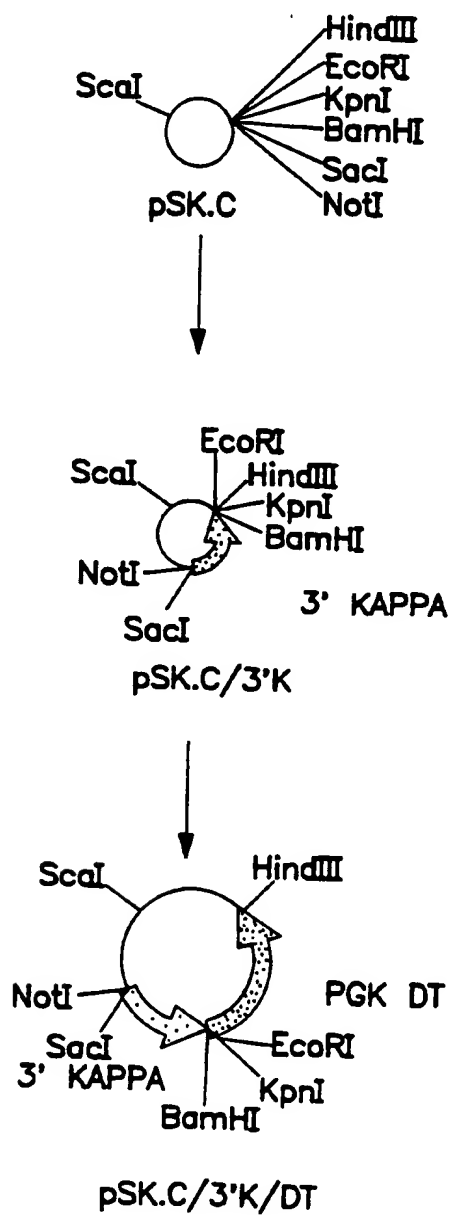 HindIII
EcoRI
ScaI
KpnI
BamHI
SacI
NotI
pSK.C
EcoRI
ScaI
HindIII
KpnI
BamHI
NotI
3' KAPPA
SacI
pSK.C/3'K
ScaI
HindIII
NotI
PGK DT
SacI
EcoRI
3' KAPPA
KpnI
BamHI
pSK.C/3'K/DT